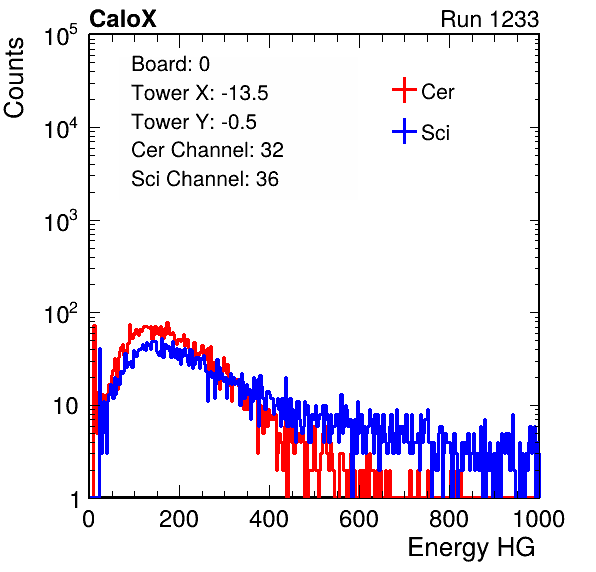 CaloX Run 1233
Counts
10^5
10^4
10^3
10^2
10
1
Board: 0
Tower X: -13.5
Tower Y: -0.5
Cer Channel: 32
Sci Channel: 36
Cer
Sci
0 200 400 600 800 1000
Energy HG